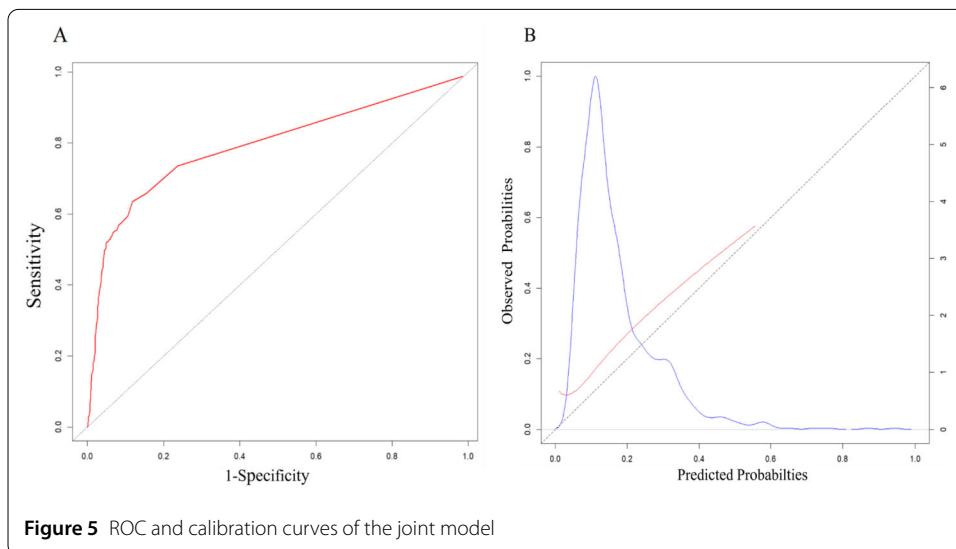 A
B
1.0
0.8
0.6
0.4
0.2
0.0
Sensitivity
0.0 0.2 0.4 0.6 0.8 1.0
1-Specificity
1.0
0.8
0.6
0.4
0.2
0.0
Observed Proabilities
6
5
4
3
2
1
0
0.0 0.2 0.4 0.6 0.8 1.0
Predicted Probabilties
Figure 5 ROC and calibration curves of the joint model